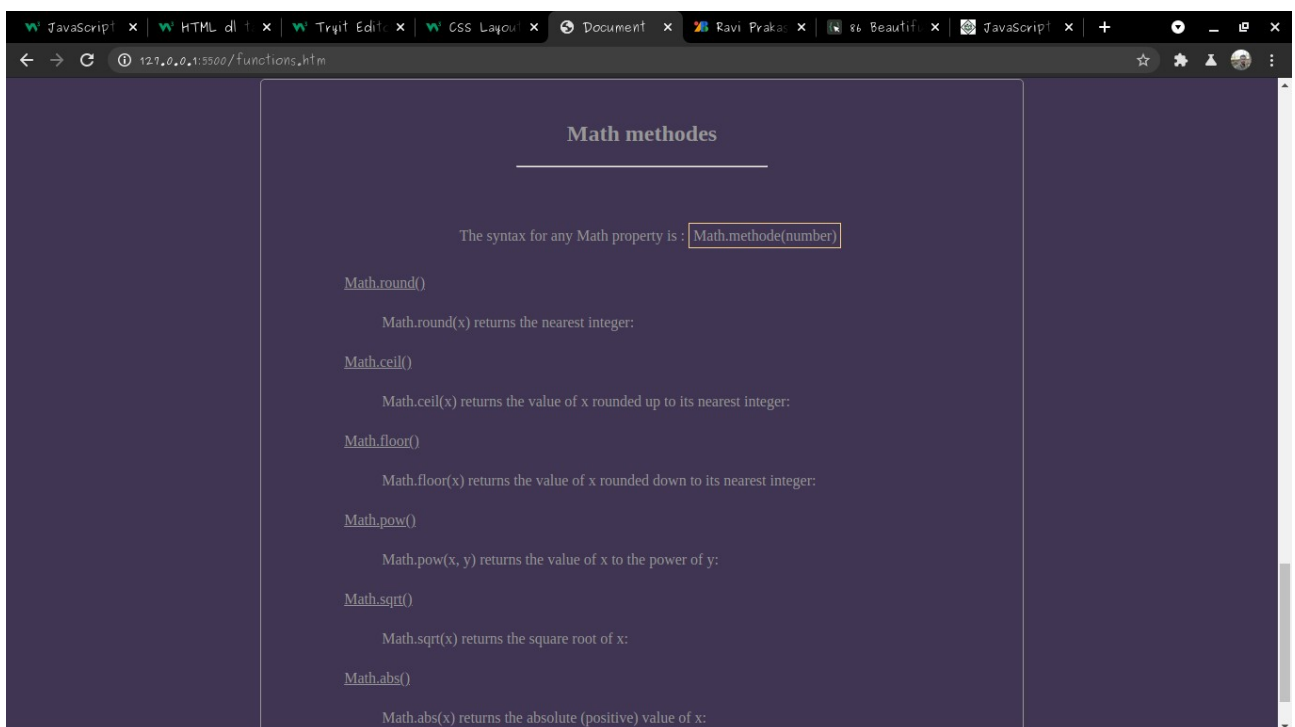 JavaScript HTML dl t CSS Layout Tryit Edito Document Ravi Prakas 86 Beautifu JavaScript
127.0.0.1:5500/functions.htm
Math methodes
The syntax for any Math property is : Math.methode(number)
Math.round()
Math.round(x) returns the nearest integer:
Math.ceil()
Math.ceil(x) returns the value of x rounded up to its nearest integer:
Math.floor()
Math.floor(x) returns the value of x rounded down to its nearest integer:
Math.pow()
Math.pow(x, y) returns the value of x to the power of y:
Math.sqrt()
Math.sqrt(x) returns the square root of x:
Math.abs()
Math.abs(x) returns the absolute (positive) value of x: